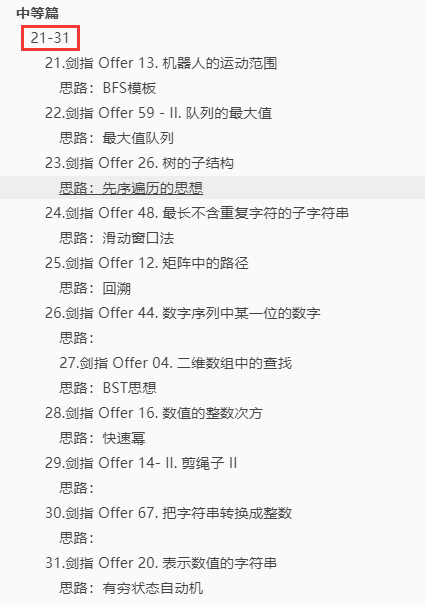 中等篇
21-31
21.剑指 Offer 13. 机器人的运动范围
思路：BFS模板
22.剑指 Offer 59 - II. 队列的最大值
思路：最大值队列
23.剑指 Offer 26. 树的子结构
思路：先序遍历的思想
24.剑指 Offer 48. 最长不含重复字符的子字符串
思路：滑动窗口法
25.剑指 Offer 12. 矩阵中的路径
思路：回溯
26.剑指 Offer 44. 数字序列中某一位的数字
思路：
27.剑指 Offer 04. 二维数组中的查找
思路：BST思想
28.剑指 Offer 16. 数值的整数次方
思路：快速幂
29.剑指 Offer 14- II. 剪绳子 II
思路：
30.剑指 Offer 67. 把字符串转换成整数
思路：
31.剑指 Offer 20. 表示数值的字符串
思路：有穷状态自动机